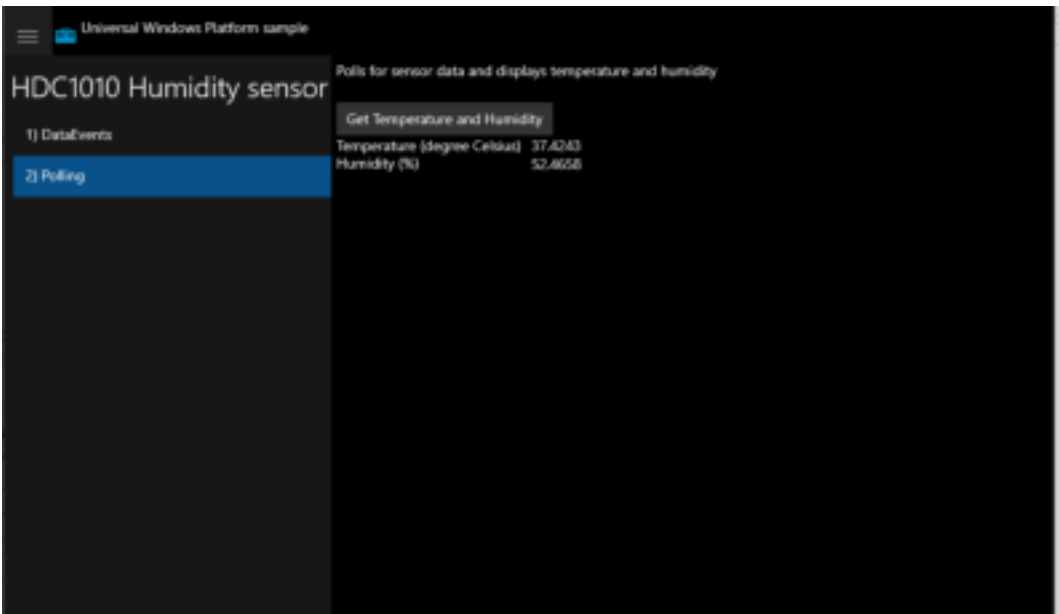 Universal Windows Platform sample
HDC1010 Humidity sensor
1) DataEvents
2) Polling
Polls for sensor data and displays temperature and humidity
Get Temperature and Humidity
Temperature (degree Celsius) 37.4243
Humidity (%) 52.4658